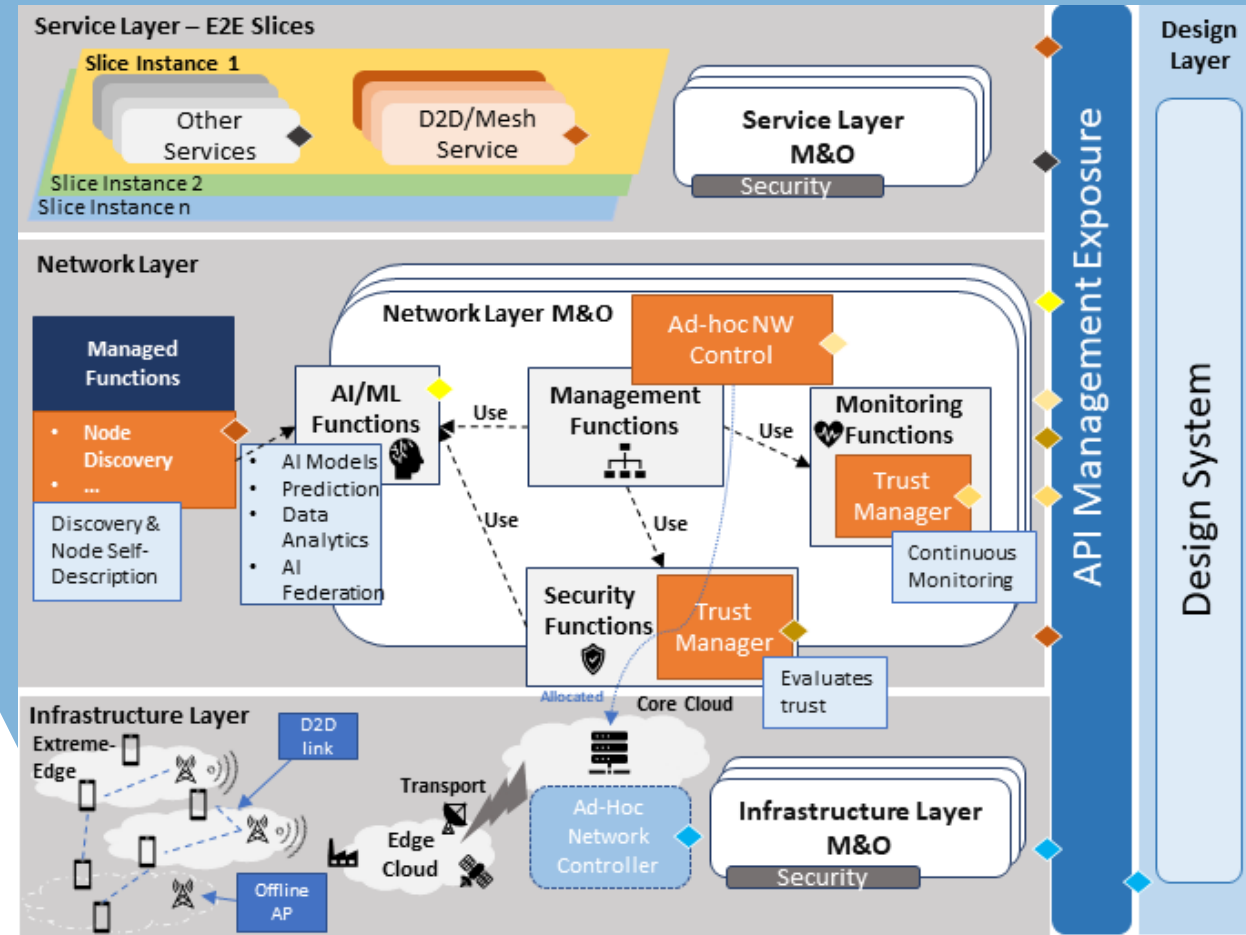 Service Layer – E2E Slices
Slice Instance 1
Other
Services
D2D/Mesh
Service
Slice Instance 2
Slice Instance n
Service Layer
M&O
Security
Network Layer
Managed
Functions
• Node
Discovery
• ...
Discovery &
Node Self-
Description
Network Layer M&O
AI/ML
Functions
• AI Models
• Prediction
• Data
Analytics
• AI
Federation
Use
Management
Functions
Ad-hoc NW
Control
Use
Monitoring
Functions
Trust
Manager
Continuous
Monitoring
Use
Use
Security
Functions
Trust
Manager
Evaluates
trust
Infrastructure Layer
Extreme-
Edge
D2D
link
Offline
AP
Transport
Edge
Cloud
Allocated
Core Cloud
Ad-Hoc
Network
Controller
Infrastructure Layer
M&O
Security
API Management Exposure
Design
Layer
Design System